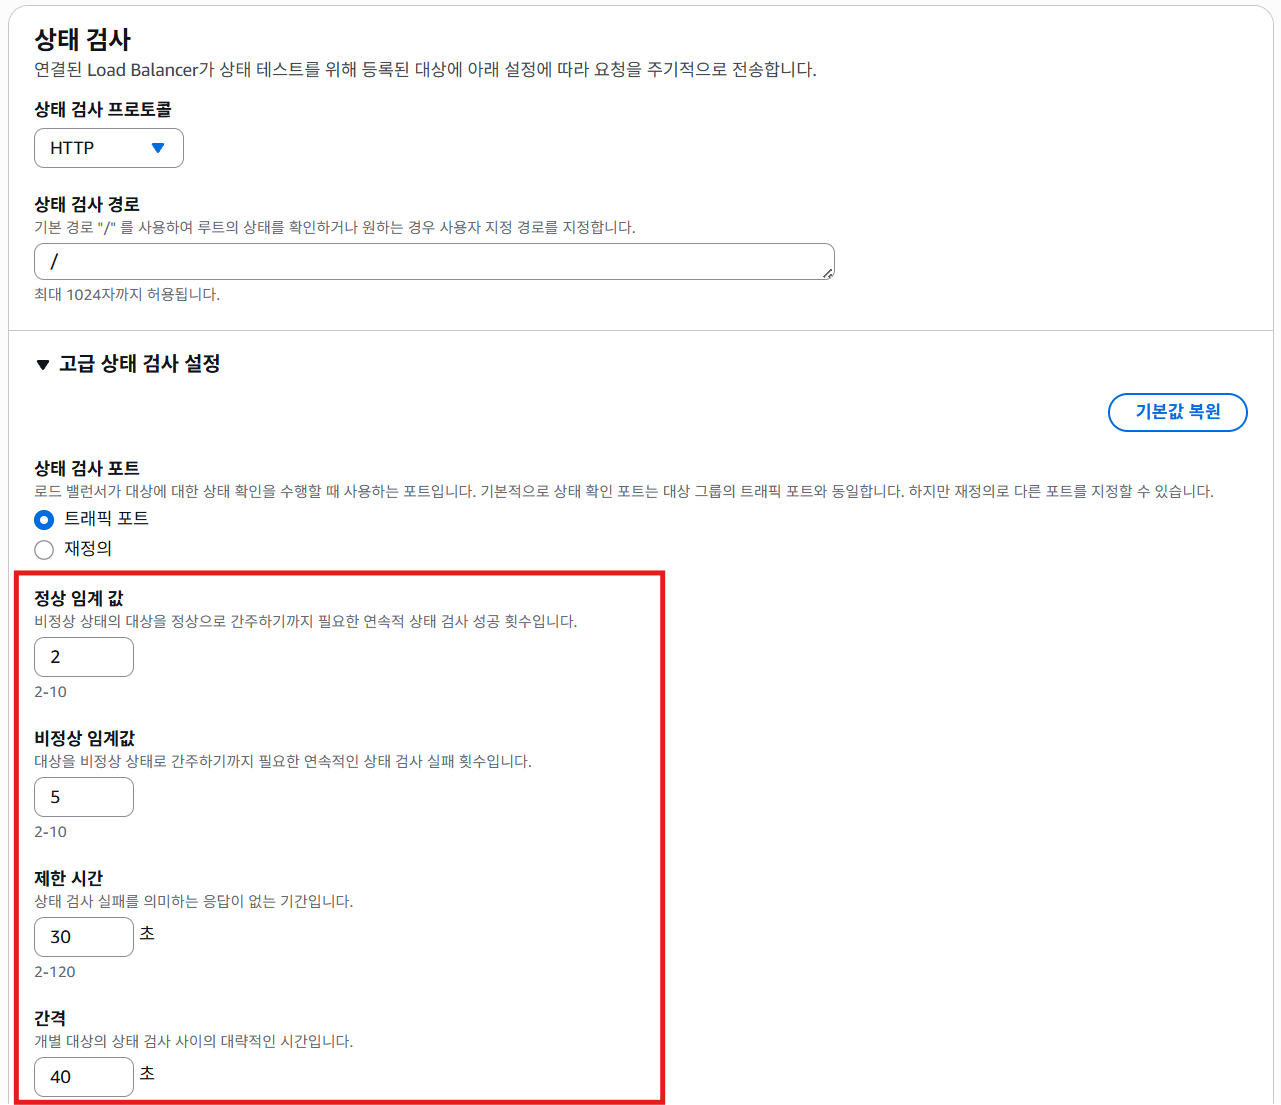 상태 검사
연결된 Load Balancer가 상태 테스트를 위해 등록된 대상에 아래 설정에 따라 요청을 주기적으로 전송합니다.
상태 검사 프로토콜
HTTP
상태 검사 경로
기본 경로 "/" 를 사용하여 루트의 상태를 확인하거나 원하는 경우 사용자 지정 경로를 지정합니다.
/
최대 1024자까지 허용됩니다.
고급 상태 검사 설정
기본값 복원
상태 검사 포트
로드 밸런서가 대상에 대한 상태 확인을 수행할 때 사용하는 포트입니다. 기본적으로 상태 확인 포트는 대상 그룹의 트래픽 포트와 동일합니다. 하지만 재정의로 다른 포트를 지정할 수 있습니다.
트래픽 포트
재정의
정상 임계 값
비정상 상태의 대상을 정상으로 간주하기까지 필요한 연속적 상태 검사 성공 횟수입니다.
2
2-10
비정상 임계값
대상을 비정상 상태로 간주하기까지 필요한 연속적인 상태 검사 실패 횟수입니다.
5
2-10
제한 시간
상태 검사 실패를 의미하는 응답이 없는 기간입니다.
30 초
2-120
간격
개별 대상의 상태 검사 사이의 대략적인 시간입니다.
40 초